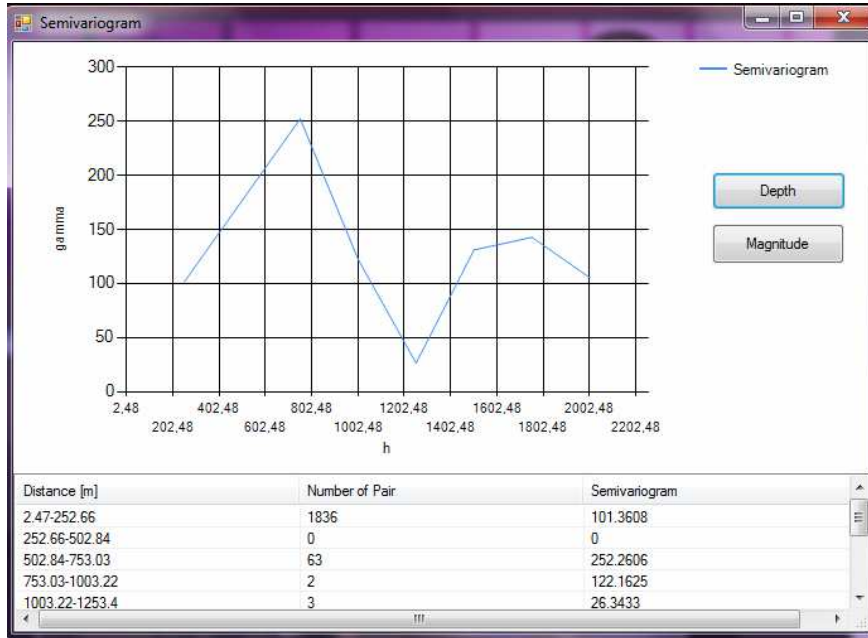 Semivariogram
300
250
200
150
100
50
0
gamma
2,48 402,48 802,48 1202,48 1602,48 2002,48
202,48 602,48 1002,48 1402,48 1802,48 2202,48
h
Semivariogram
Depth
Magnitude
Distance [m] Number of Pair Semivariogram
2.47-252.66 1836 101.3608
252.66-502.84 0 0
502.84-753.03 63 252.2606
753.03-1003.22 2 122.1625
1003.22-1253.4 3 26.3433